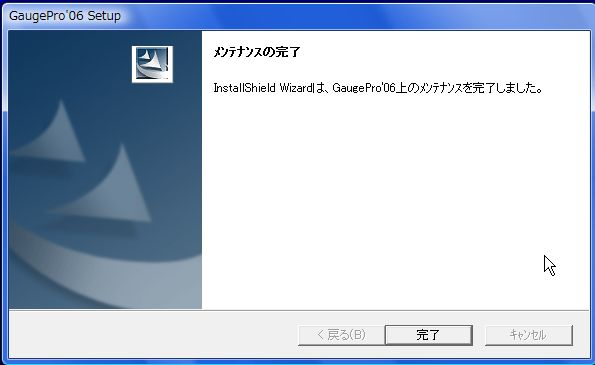 GaugePro'06 Setup
ﾒﾝﾃﾅﾝｽの完了
InstallShield Wizardは、GaugePro'06上のﾒﾝﾃﾅﾝｽを完了しました。
< 戻る(B)
完了
ｷｬﾝｾﾙ